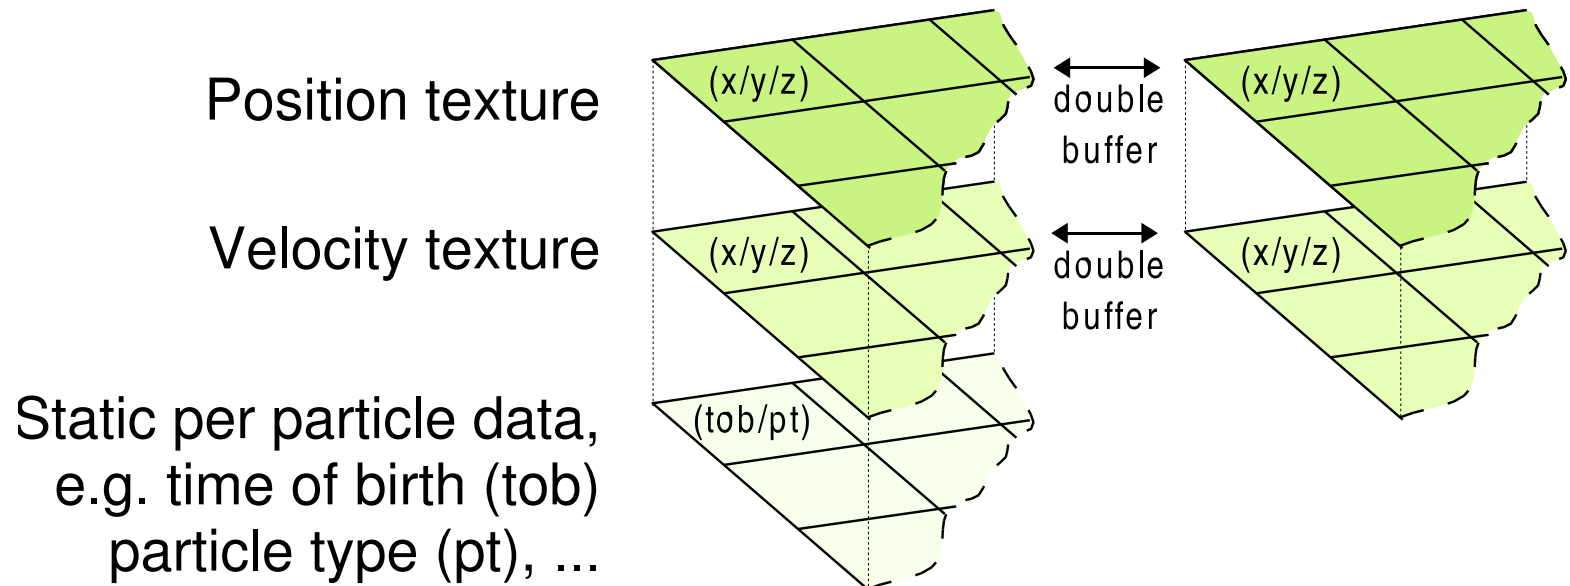 Position texture
(x/y/z)
double
buffer
(x/y/z)
Velocity texture
(x/y/z)
double
buffer
(x/y/z)
Static per particle data,
e.g. time of birth (tob)
particle type (pt), ...
(tob/pt)